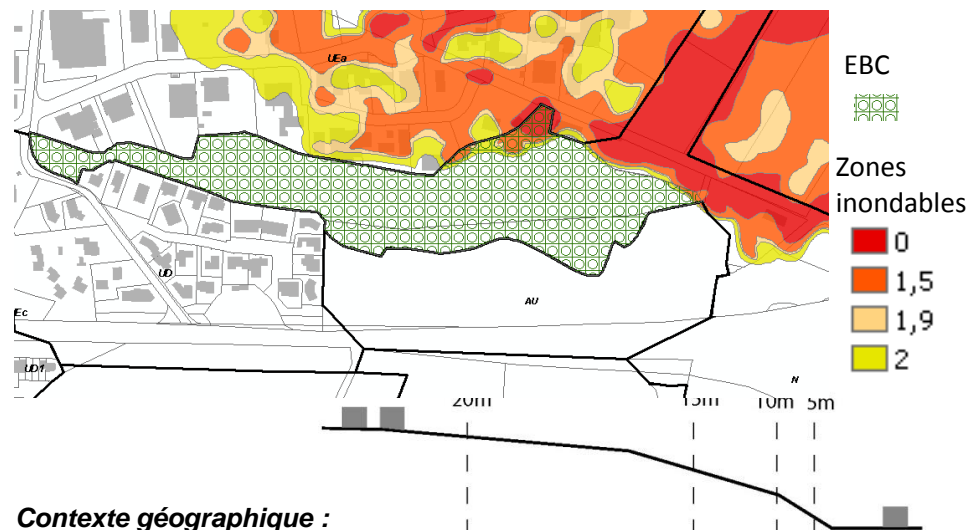 EBC
Zones
inondables
0
1,5
1,9
2
UEa
UD
AU
Ec
UD1
N
20m 15m 10m 5m
Contexte géographique :